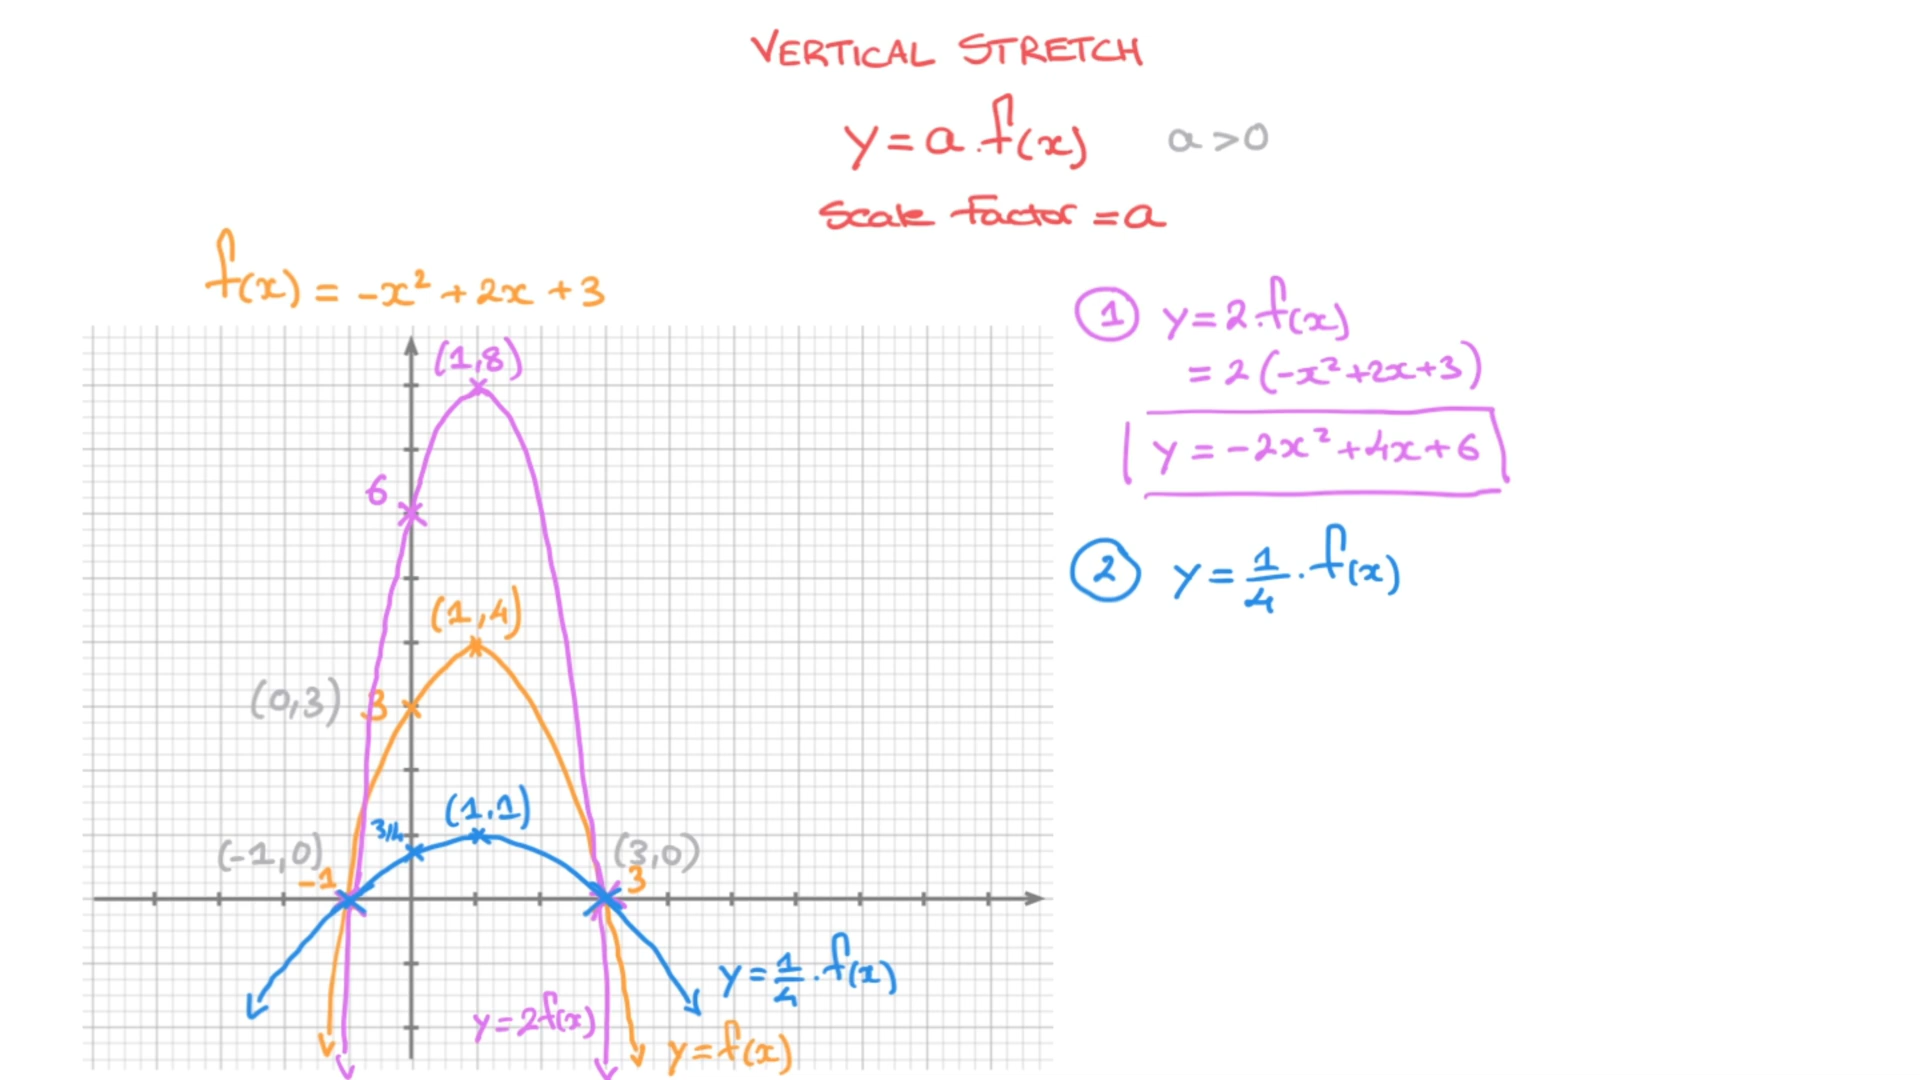 VERTICAL STRETCH
y = a . f(x)   a > 0
Scale factor = a
f(x) = -x² + 2x + 3
① y = 2 . f(x)
= 2 (-x² + 2x + 3)
y = -2x² + 4x + 6
② y = 1/4 . f(x)
(1,8)
6
(1,4)
(0,3) 3
(1,1)
3/4
(-1,0) (3,0)
-1 3
y = 1/4 . f(x)
y = 2f(x)
y = f(x)